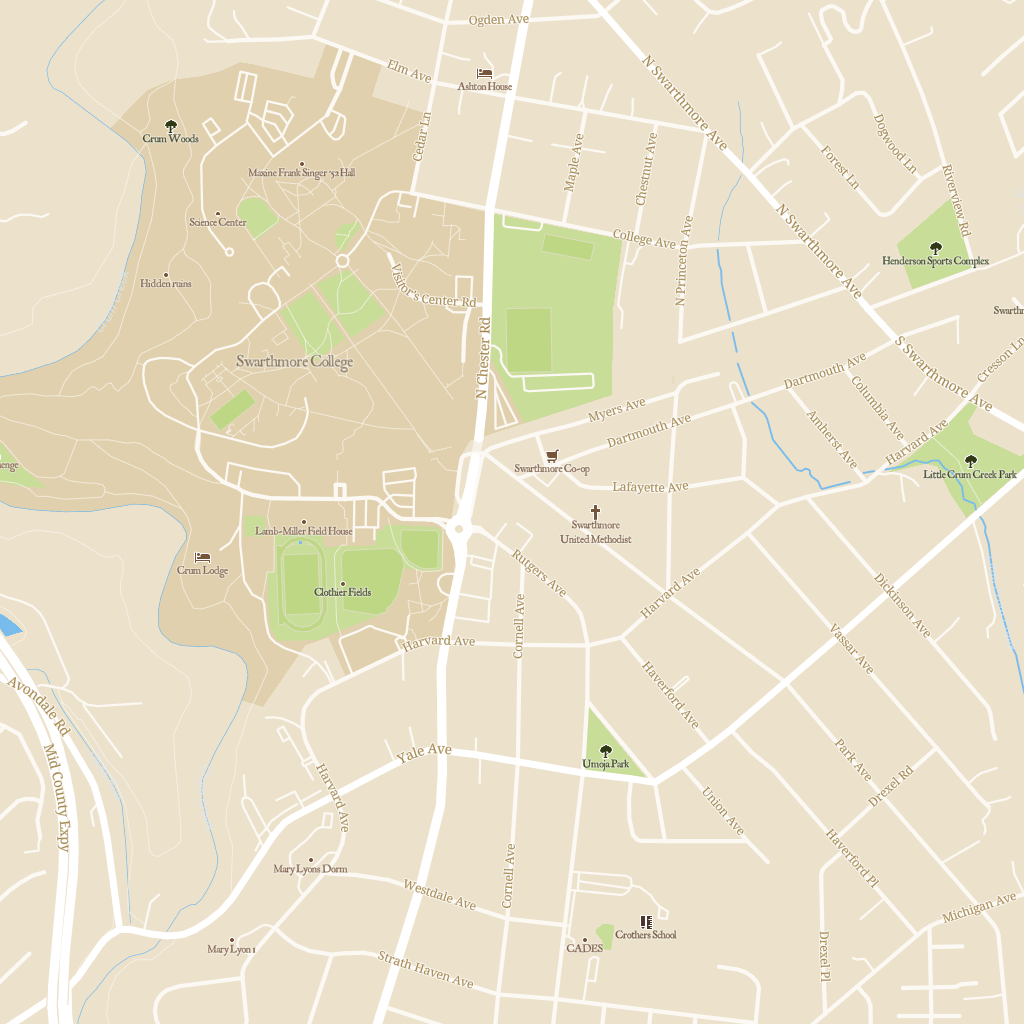 Ogden Ave
Elm Ave
Ashton House
N Swarthmore Ave
Crum Woods
Cedar Ln
Maxine Frank Singer '52 Hall
Maple Ave
Chestnut Ave
Forest Ln
Dogwood Ln
Riverview Rd
Science Center
College Ave
N Princeton Ave
N Swarthmore Ave
Henderson Sports Complex
Hidden ruins
Visitor's Center Rd
N Chester Rd
Swarthmore College
S Swarthmore Ave
Cresson Ln
Dartmouth Ave
Columbia Ave
Amherst Ave
Harvard Ave
Myers Ave
Dartmouth Ave
Swarthmore Co-op
Lafayette Ave
Little Crum Creek Park
Swarthmore
United Methodist
Lamb-Miller Field House
Crum Lodge
Clothier Fields
Rutgers Ave
Harvard Ave
Dickinson Ave
Cornell Ave
Harvard Ave
Vassar Ave
Haverford Ave
Avondale Rd
Mid County Expy
Yale Ave
Umoja Park
Park Ave
Drexel Rd
Harvard Ave
Union Ave
Haverford Pl
Mary Lyons Dorm
Cornell Ave
Westdale Ave
Michigan Ave
Crothers School
CADES
Mary Lyon 1
Drexel Pl
Strath Haven Ave